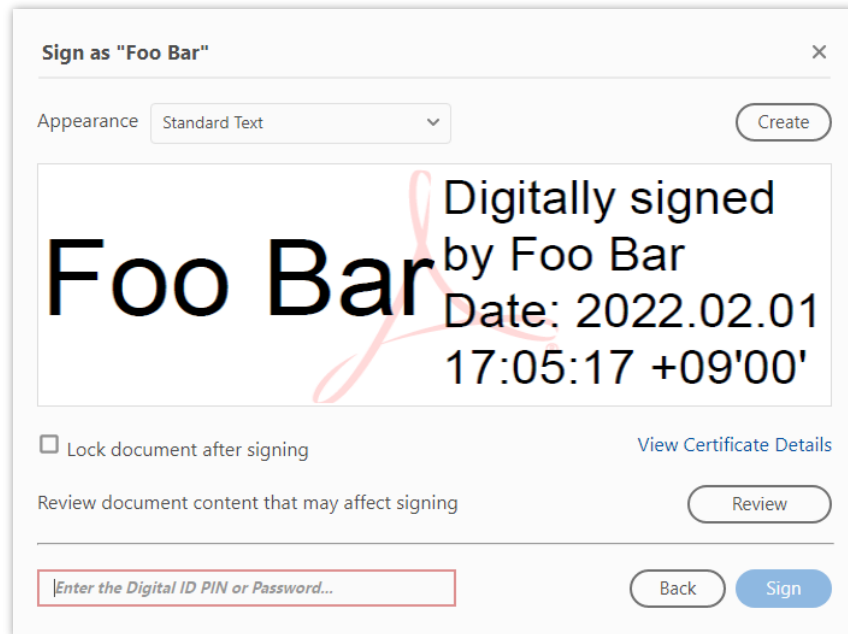 Sign as "Foo Bar"
Appearance Standard Text Create
Foo Bar
Digitally signed
by Foo Bar
Date: 2022.02.01
17:05:17 +09'00'
Lock document after signing View Certificate Details
Review document content that may affect signing Review
Enter the Digital ID PIN or Password... Back Sign